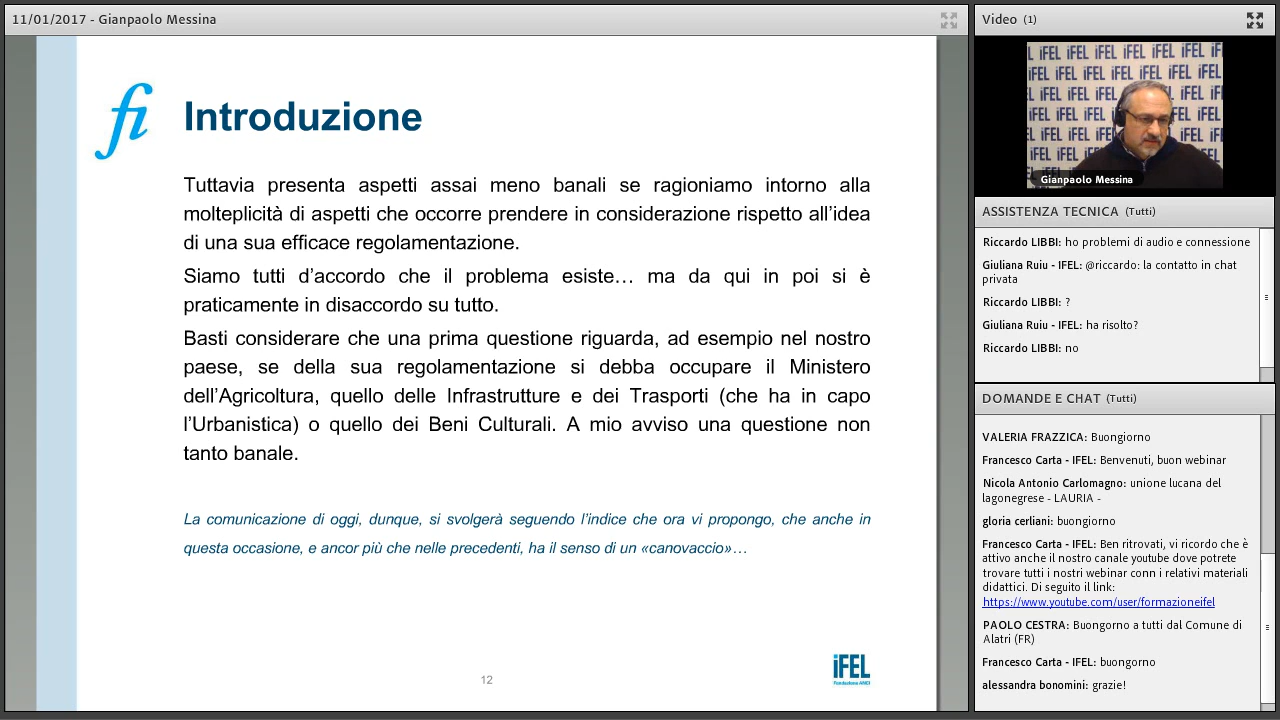 11/01/2017 - Gianpaolo Messina
fi
Introduzione
Tuttavia presenta aspetti assai meno banali se ragioniamo intorno alla
molteplicità di aspetti che occorre prendere in considerazione rispetto all'idea
di una sua efficace regolamentazione.
Siamo tutti d'accordo che il problema esiste… ma da qui in poi si è
praticamente in disaccordo su tutto.
Basti considerare che una prima questione riguarda, ad esempio nel nostro
paese, se della sua regolamentazione si debba occupare il Ministero
dell'Agricoltura, quello delle Infrastrutture e dei Trasporti (che ha in capo
l'Urbanistica) o quello dei Beni Culturali. A mio avviso una questione non
tanto banale.
La comunicazione di oggi, dunque, si svolgerà seguendo l'indice che ora vi propongo, che anche in
questa occasione, e ancor più che nelle precedenti, ha il senso di un «canovaccio»…
12
iFEL
Fondazione ANCI
Video (1)
iFEL iFEL iFEL iFEL
Gianpaolo Messina
ASSISTENZA TECNICA (Tutti)
Riccardo LIBBI: ho problemi di audio e connessione
Giuliana Ruiu - IFEL: @riccardo: la contatto in chat
privata
Riccardo LIBBI: ?
Giuliana Ruiu - IFEL: ha risolto?
Riccardo LIBBI: no
DOMANDE E CHAT (Tutti)
VALERIA FRAZZICA: Buongiorno
Francesco Carta - IFEL: Benvenuti, buon webinar
Nicola Antonio Carlomagno: unione lucana del
lagonegrese - LAURIA -
gloria cerliani: buongiorno
Francesco Carta - IFEL: Ben ritrovati, vi ricordo che è
attivo anche il nostro canale youtube dove potrete
trovare tutti i nostri webinar conn i relativi materiali
didattici. Di seguito il link:
https://www.youtube.com/user/formazioneifel
PAOLO CESTRA: Buongorno a tutti dal Comune di
Alatri (FR)
Francesco Carta - IFEL: buongorno
alessandra bonomini: grazie!